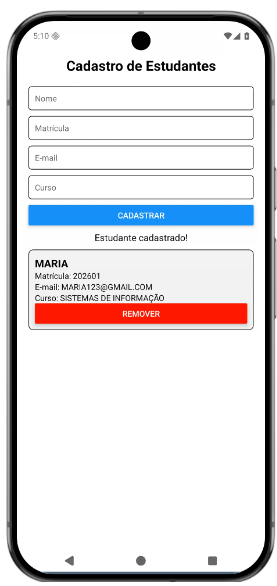 5:10
Cadastro de Estudantes
Nome
Matrícula
E-mail
Curso
CADASTRAR
Estudante cadastrado!
MARIA
Matrícula: 202601
E-mail: MARIA123@GMAIL.COM
Curso: SISTEMAS DE INFORMAÇÃO
REMOVER